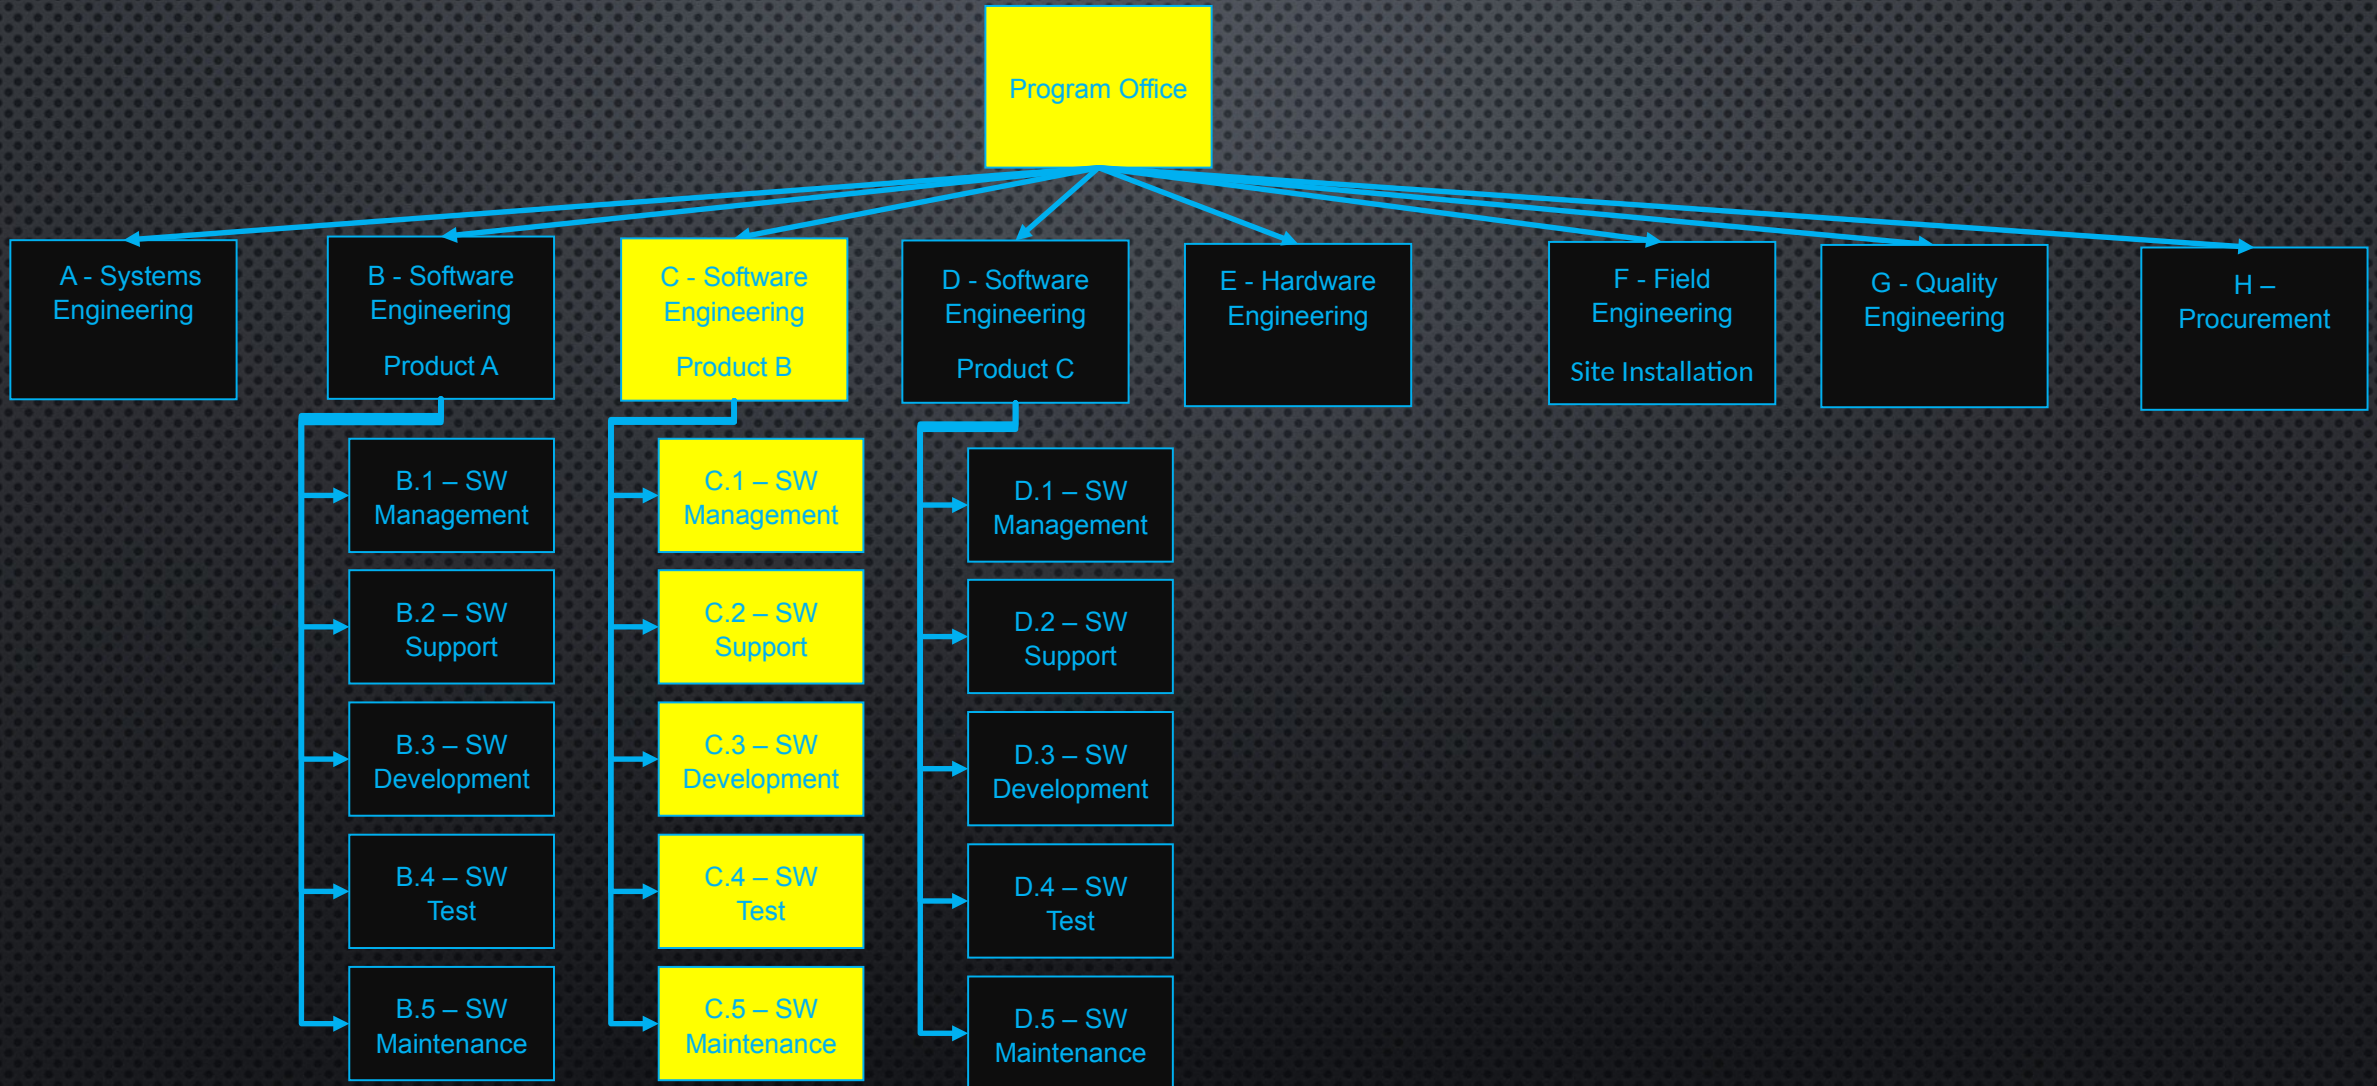 Program Office
A - Systems
Engineering
B - Software
Engineering
Product A
C - Software
Engineering
Product B
D - Software
Engineering
Product C
E - Hardware
Engineering
F - Field
Engineering
Site Installation
G - Quality
Engineering
H –
Procurement
B.1 – SW
Management
B.2 – SW
Support
B.3 – SW
Development
B.4 – SW
Test
B.5 – SW
Maintenance
C.1 – SW
Management
C.2 – SW
Support
C.3 – SW
Development
C.4 – SW
Test
C.5 – SW
Maintenance
D.1 – SW
Management
D.2 – SW
Support
D.3 – SW
Development
D.4 – SW
Test
D.5 – SW
Maintenance